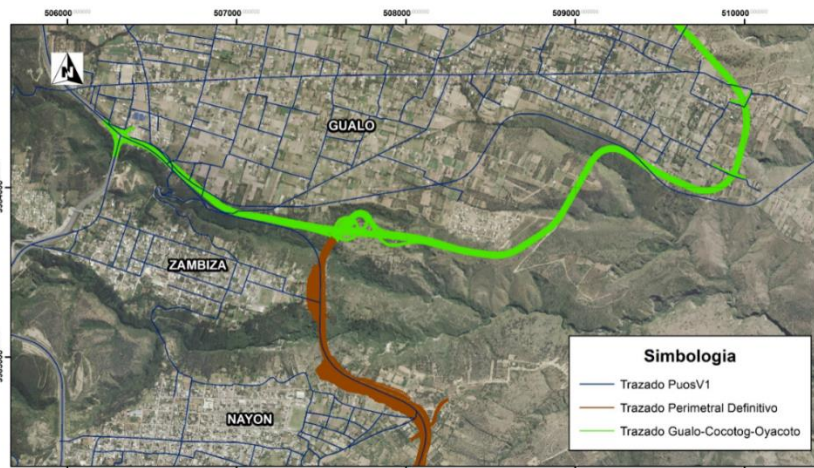 506000 507000 508000 509000 510000
N
GUALO
ZAMBIZA
NAYON
Simbologia
Trazado PuosV1
Trazado Perimetral Definitivo
Trazado Gualo-Cocotog-Oyacoto